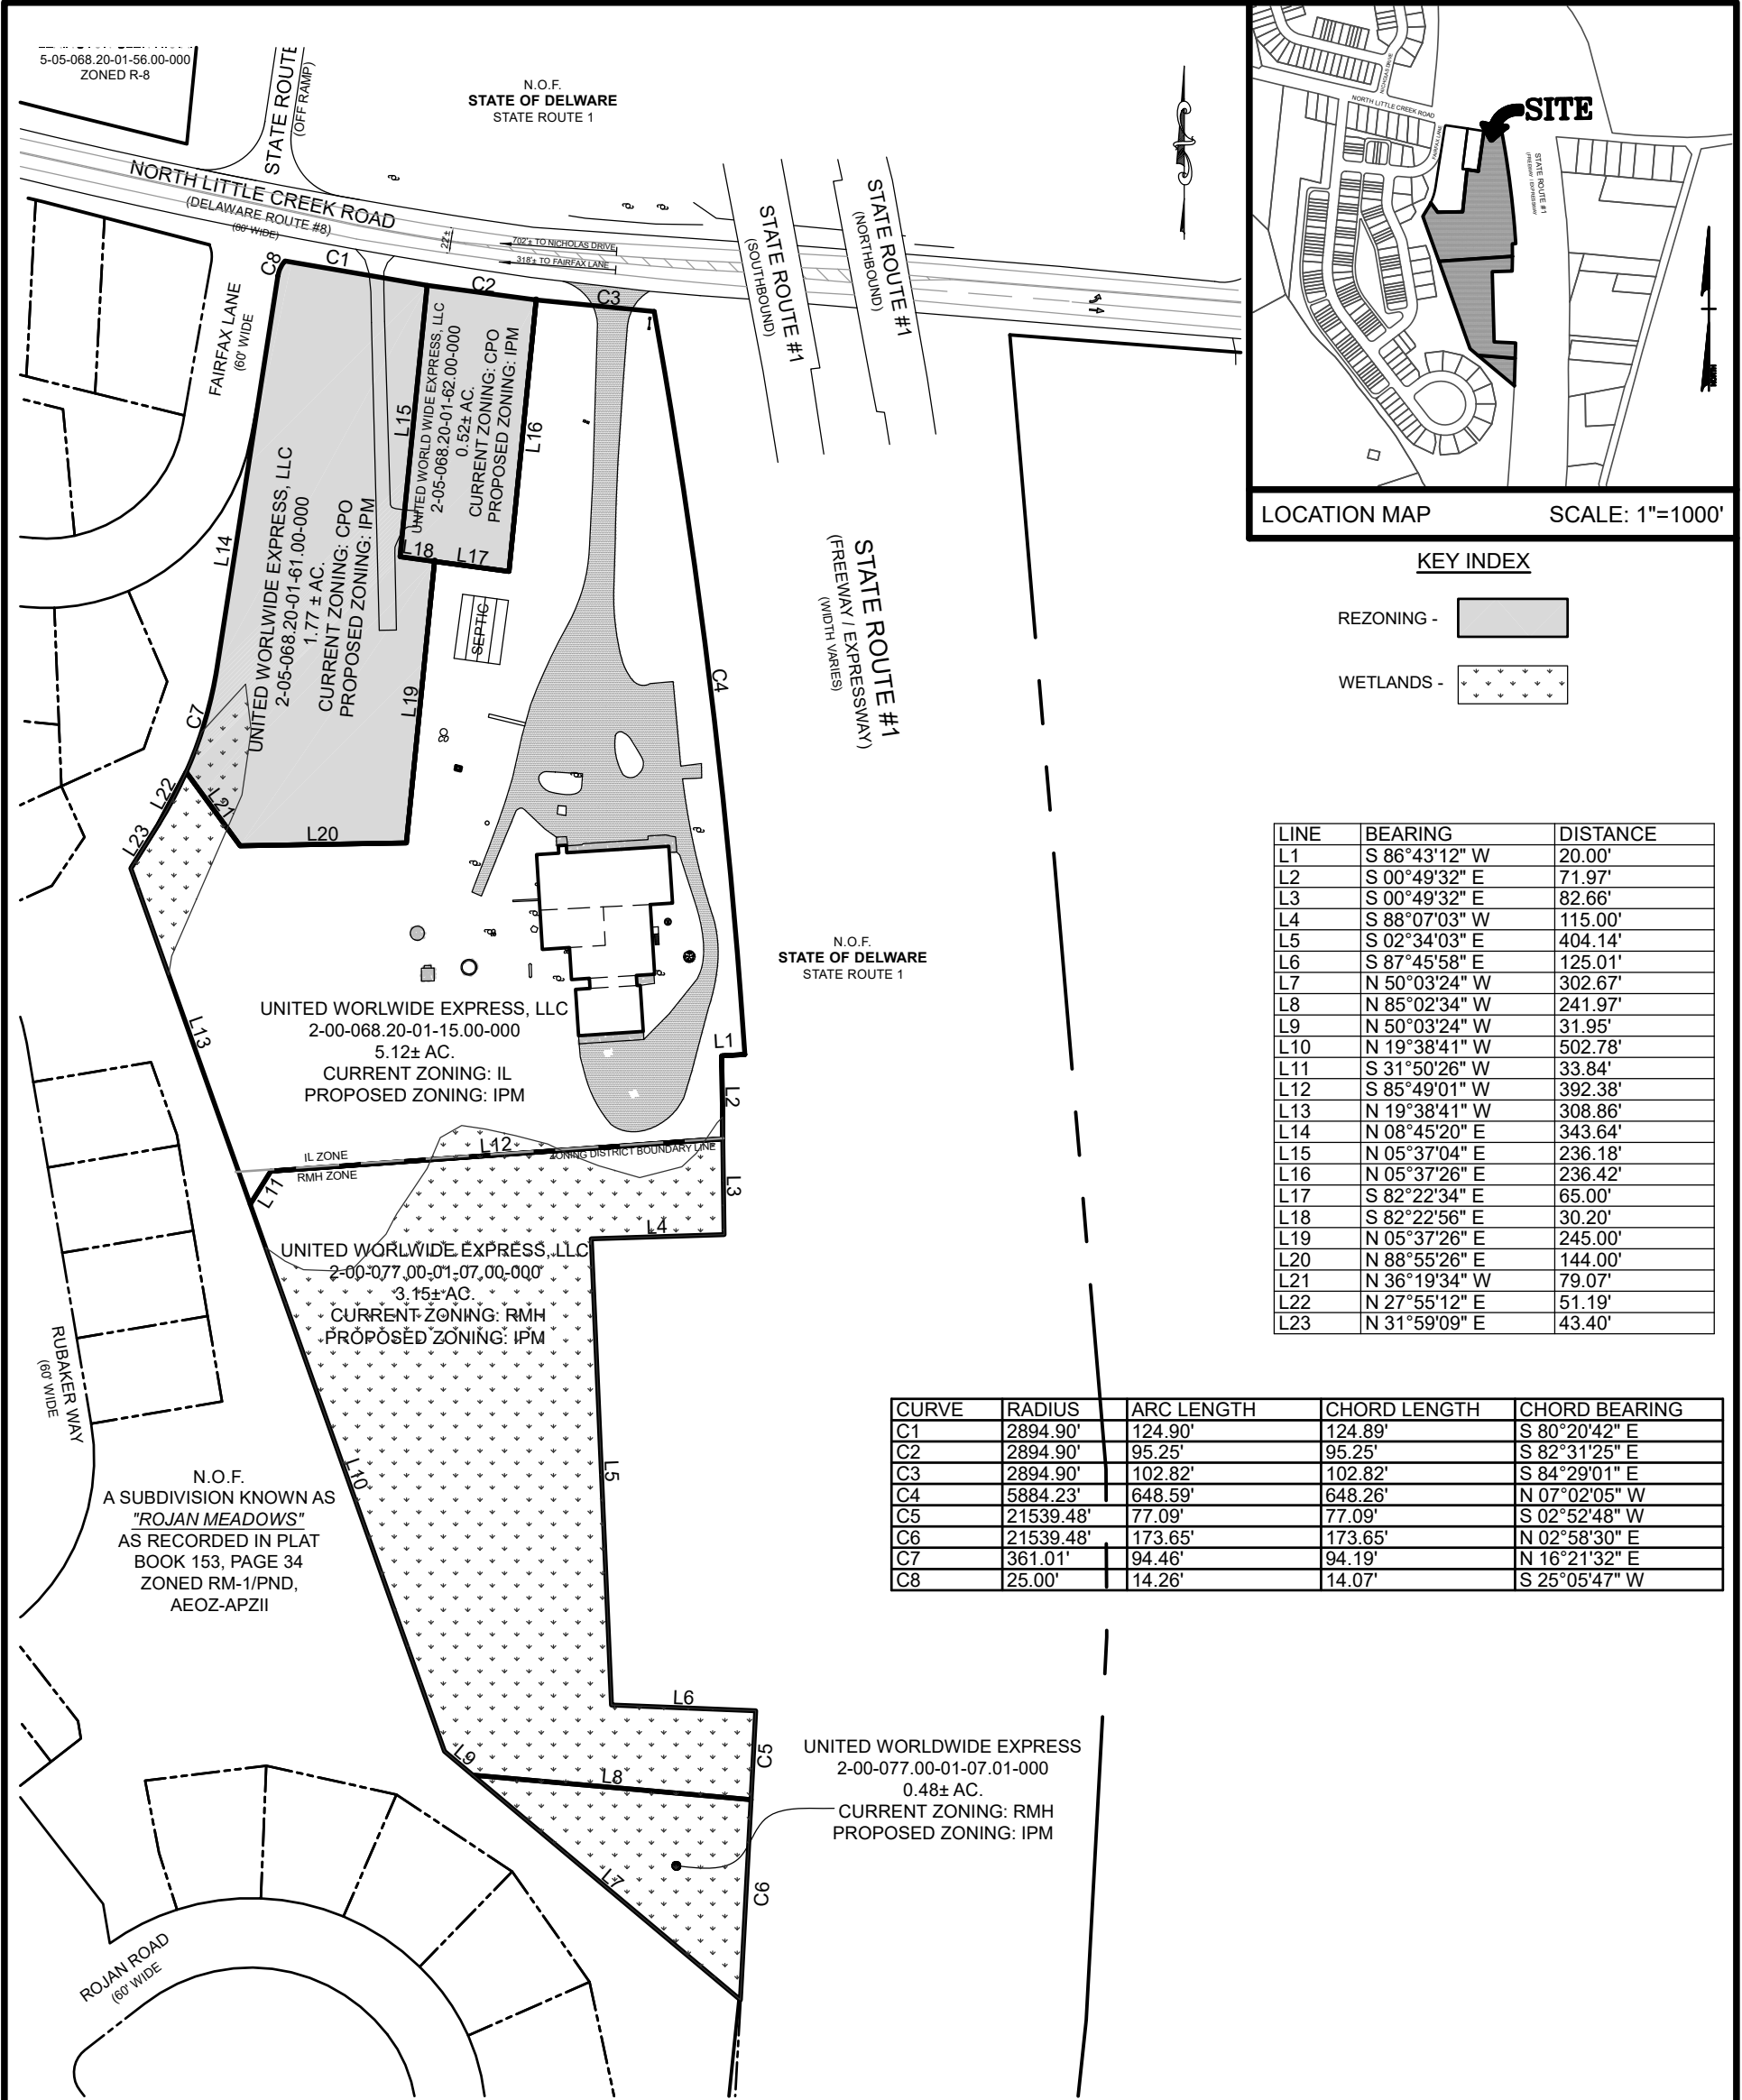 5-05-068.20-01-56.00-000
ZONED R-8
STATE ROUTE
(OFF RAMP)
N.O.F.
STATE OF DELWARE
STATE ROUTE 1
NORTH LITTLE CREEK ROAD
(DELAWARE ROUTE #8)
(80' WIDE)
22'±
702'± TO NICHOLAS DRIVE
318'± TO FAIRFAX LANE
STATE ROUTE #1
(SOUTHBOUND)
STATE ROUTE #1
(NORTHBOUND)
C8
C1
C2
C3
FAIRFAX LANE
(60' WIDE)
L14
L15
L16
L18
L17
UNITED WORLD WIDE EXPRESS, LLC
2-05-068.20-01-62.00-000
0.52± AC.
CURRENT ZONING: CPO
PROPOSED ZONING: IPM
UNITED WORLWIDE EXPRESS, LLC
2-05-068.20-01-61.00-000
1.77 ± AC.
CURRENT ZONING: CPO
PROPOSED ZONING: IPM
SEPTIC
L19
C4
C7
L22
L21
L23
L20
STATE ROUTE #1
(FREEWAY / EXPRESSWAY)
(WIDTH VARIES)
N.O.F.
STATE OF DELWARE
STATE ROUTE 1
UNITED WORLWIDE EXPRESS, LLC
2-00-068.20-01-15.00-000
5.12± AC.
CURRENT ZONING: IL
PROPOSED ZONING: IPM
L13
L1
L2
IL ZONE
L12
ZONING DISTRICT BOUNDARY LINE
RMH ZONE
L11
L3
L4
UNITED WORLWIDE EXPRESS, LLC
2-00-077.00-01-07.00-000
3.15± AC.
CURRENT ZONING: RMH
PROPOSED ZONING: IPM
RUBAKER WAY
(60' WIDE
L10
L5
N.O.F.
A SUBDIVISION KNOWN AS
"ROJAN MEADOWS"
AS RECORDED IN PLAT
BOOK 153, PAGE 34
ZONED RM-1/PND,
AEOZ-APZII
L6
L9
L8
C5
L7
C6
UNITED WORLDWIDE EXPRESS
2-00-077.00-01-07.01-000
0.48± AC.
CURRENT ZONING: RMH
PROPOSED ZONING: IPM
ROJAN ROAD
(60' WIDE
NICHOLAS DRIVE
NORTH LITTLE CREEK ROAD
FAIRFAX LANE
SITE
STATE ROUTE #1
(FREEWAY / EXPRESSWAY
NORTH
LOCATION MAP SCALE: 1"=1000'
KEY INDEX
REZONING -
WETLANDS -
LINE BEARING DISTANCE
L1 S 86°43'12" W 20.00'
L2 S 00°49'32" E 71.97'
L3 S 00°49'32" E 82.66'
L4 S 88°07'03" W 115.00'
L5 S 02°34'03" E 404.14'
L6 S 87°45'58" E 125.01'
L7 N 50°03'24" W 302.67'
L8 N 85°02'34" W 241.97'
L9 N 50°03'24" W 31.95'
L10 N 19°38'41" W 502.78'
L11 S 31°50'26" W 33.84'
L12 S 85°49'01" W 392.38'
L13 N 19°38'41" W 308.86'
L14 N 08°45'20" E 343.64'
L15 N 05°37'04" E 236.18'
L16 N 05°37'26" E 236.42'
L17 S 82°22'34" E 65.00'
L18 S 82°22'56" E 30.20'
L19 N 05°37'26" E 245.00'
L20 N 88°55'26" E 144.00'
L21 N 36°19'34" W 79.07'
L22 N 27°55'12" E 51.19'
L23 N 31°59'09" E 43.40'
CURVE RADIUS ARC LENGTH CHORD LENGTH CHORD BEARING
C1 2894.90' 124.90' 124.89' S 80°20'42" E
C2 2894.90' 95.25' 95.25' S 82°31'25" E
C3 2894.90' 102.82' 102.82' S 84°29'01" E
C4 5884.23' 648.59' 648.26' N 07°02'05" W
C5 21539.48' 77.09' 77.09' S 02°52'48" W
C6 21539.48' 173.65' 173.65' N 02°58'30" E
C7 361.01' 94.46' 94.19' N 16°21'32" E
C8 25.00' 14.26' 14.07' S 25°05'47" W